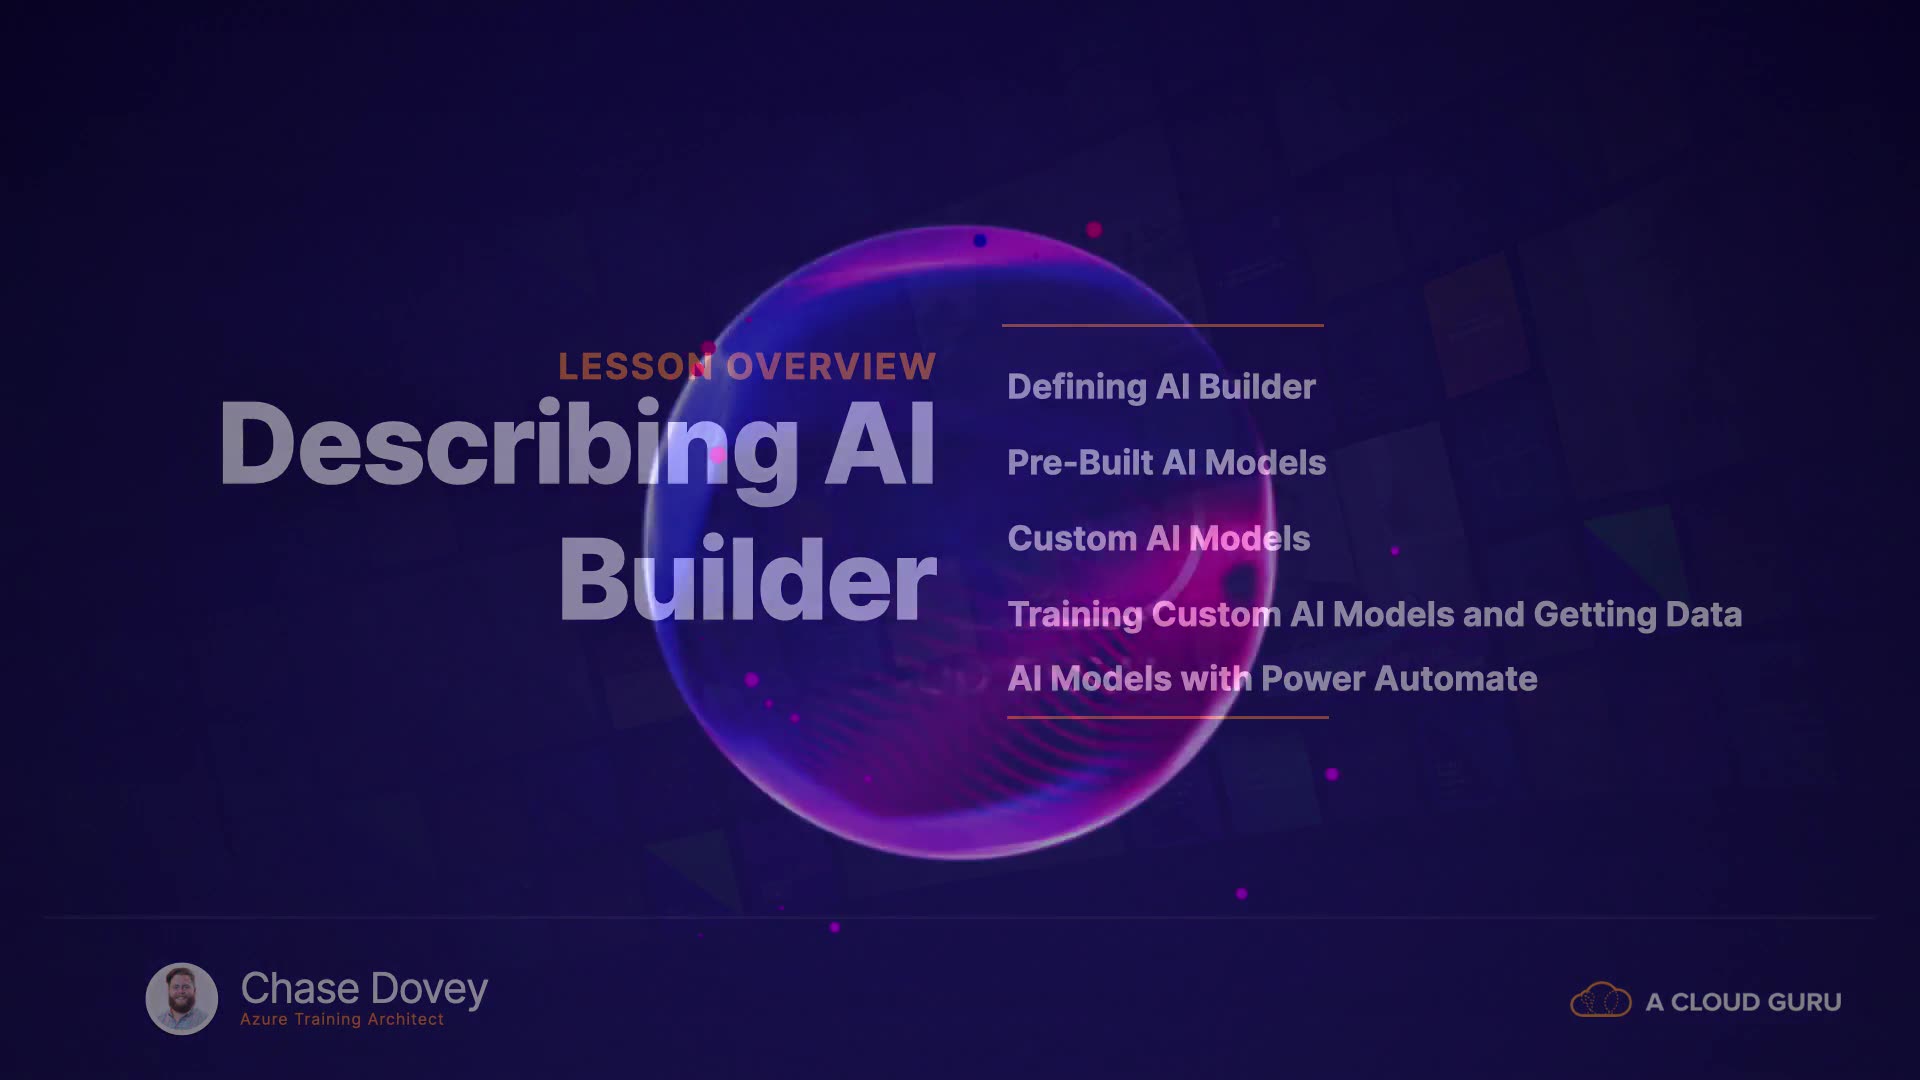 LESSON OVERVIEW
Describing AI
Builder
Defining AI Builder
Pre-Built AI Models
Custom AI Models
Training Custom AI Models and Getting Data
AI Models with Power Automate
Chase Dovey
Azure Training Architect
A CLOUD GURU